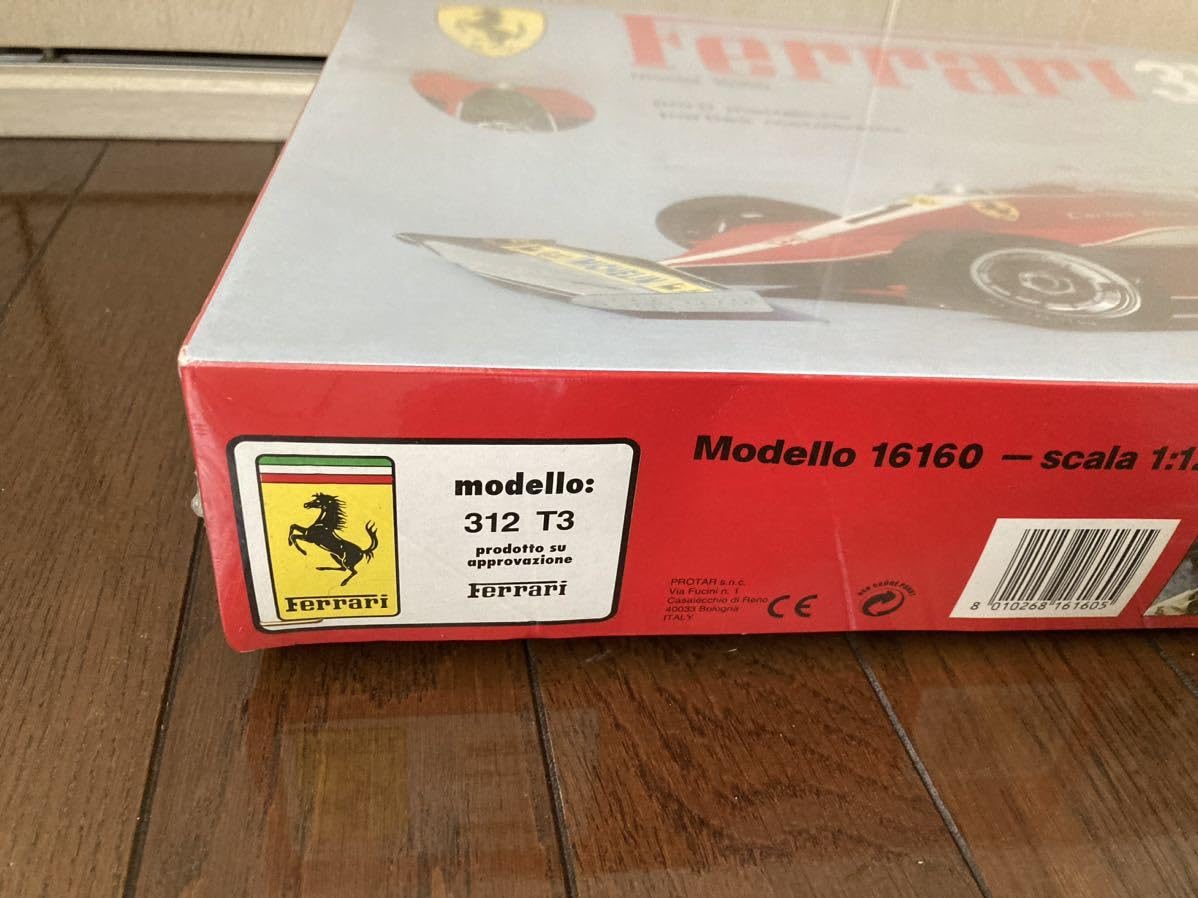 Ferrari 3
modello:
312 T3
prodotto su
approvazione
Ferrari
Ferrari
Modello 16160 — scala 1:12
PROTAR s.n.c.
Via Fucini n. 1
Casalecchio di Reno
40033 Bologna
ITALY
CE
8 010268 161605